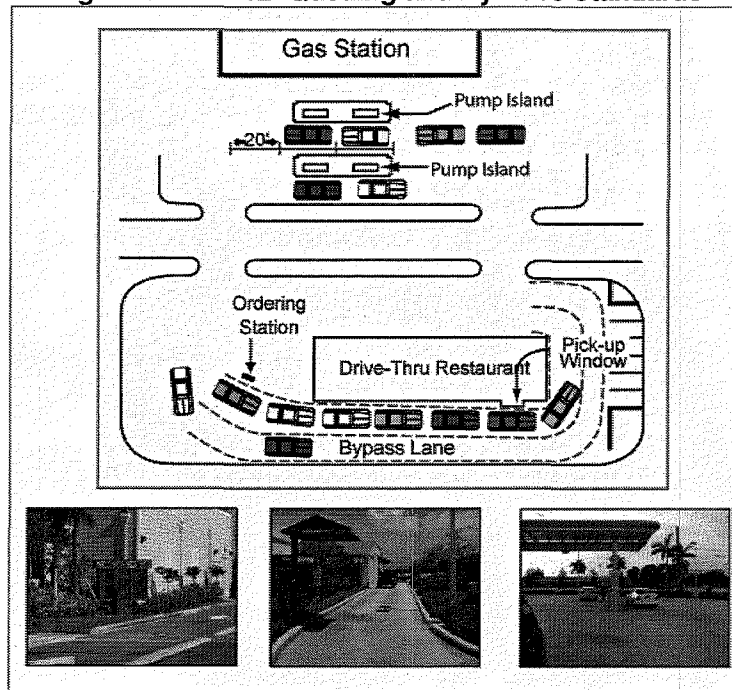 Gas Station
Pump Island
20'
Pump Island
Ordering
Station
Drive-Thru Restaurant
Pick-up
Window
Bypass Lane